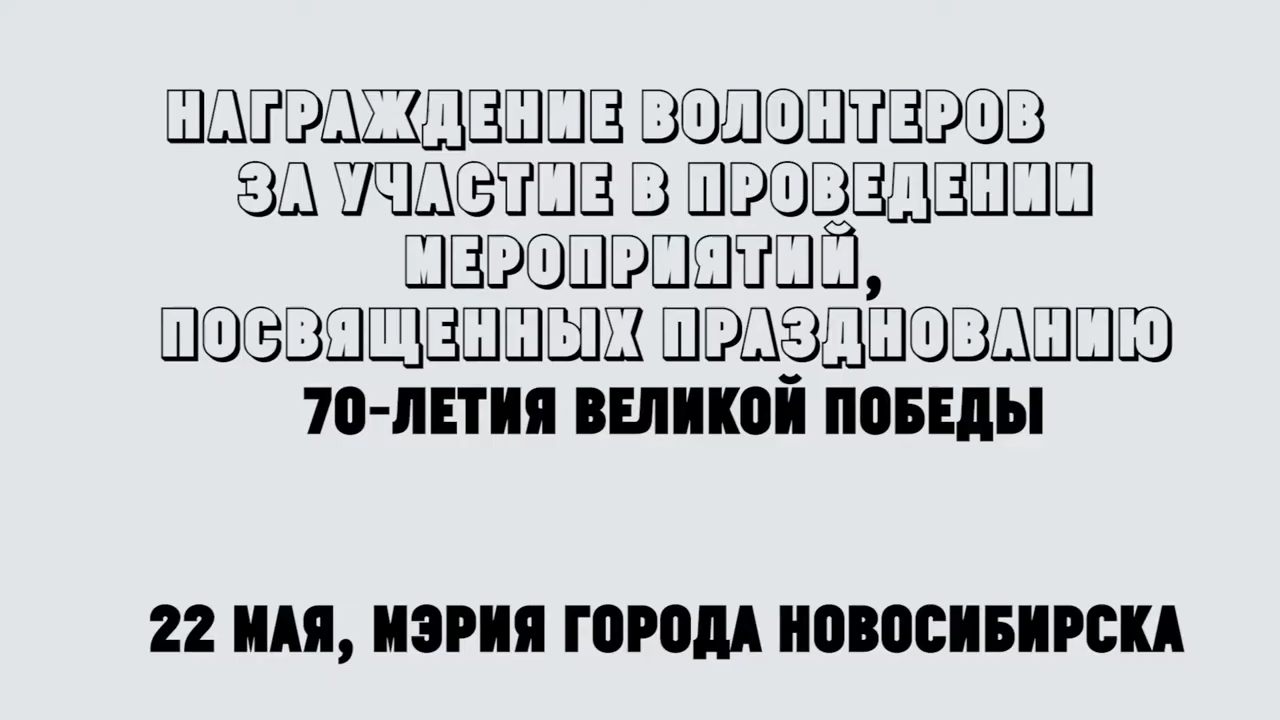 НАГРАЖДЕНИЕ ВОЛОНТЕРОВ
ЗА УЧАСТИЕ В ПРОВЕДЕНИИ
МЕРОПРИЯТИЙ,
ПОСВЯЩЕННЫХ ПРАЗДНОВАНИЮ
70-ЛЕТИЯ ВЕЛИКОЙ ПОБЕДЫ
22 МАЯ, МЭРИЯ ГОРОДА НОВОСИБИРСКА